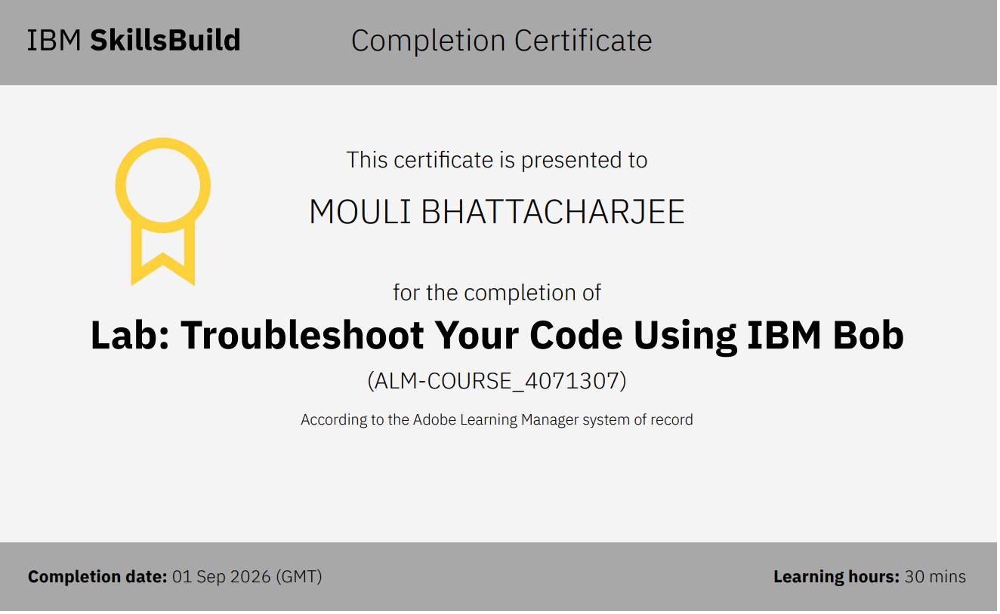 IBM SkillsBuild
Completion Certificate
This certificate is presented to
MOULI BHATTACHARJEE
for the completion of
Lab: Troubleshoot Your Code Using IBM Bob
(ALM-COURSE_4071307)
According to the Adobe Learning Manager system of record
Completion date: 01 Sep 2026 (GMT)
Learning hours: 30 mins